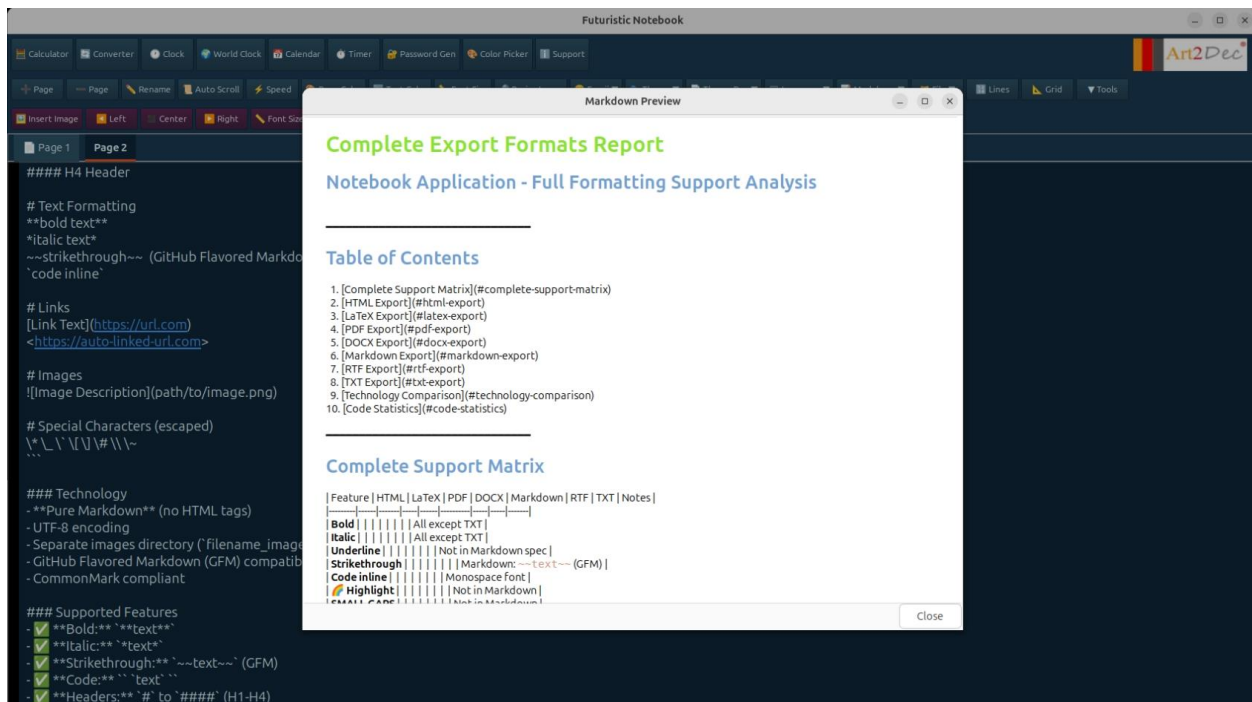 Futuristic Notebook
Calculator Converter Clock World Clock Calendar Timer Password Gen Color Picker Support
Art2Dec
Page Page Rename Auto Scroll Speed Lines Grid Tools
Insert Image Left Center Right Font Size
Page 1 Page 2
#### H4 Header
# Text Formatting
**bold text**
*italic text*
~~strikethrough~~ (GitHub Flavored Markdo
`code inline`
# Links
[Link Text](https://url.com)
<https://auto-linked-url.com>
# Images
![Image Description](path/to/image.png)
# Special Characters (escaped)
\* \_ \` \[ \] \# \\ \~
```
### Technology
- **Pure Markdown** (no HTML tags)
- UTF-8 encoding
- Separate images directory (`filename_image
- GitHub Flavored Markdown (GFM) compatib
- CommonMark compliant
### Supported Features
- ✅ **Bold:** `**text**`
- ✅ **Italic:** `*text*`
- ✅ **Strikethrough:** `~~text~~` (GFM)
- ✅ **Code:** `` `text` ``
- ✅ **Headers:** `#` to `####` (H1-H4)
Markdown Preview
Complete Export Formats Report
Notebook Application - Full Formatting Support Analysis
Table of Contents
1. [Complete Support Matrix](#complete-support-matrix)
2. [HTML Export](#html-export)
3. [LaTeX Export](#latex-export)
4. [PDF Export](#pdf-export)
5. [DOCX Export](#docx-export)
6. [Markdown Export](#markdown-export)
7. [RTF Export](#rtf-export)
8. [TXT Export](#txt-export)
9. [Technology Comparison](#technology-comparison)
10. [Code Statistics](#code-statistics)
Complete Support Matrix
| Feature | HTML | LaTeX | PDF | DOCX | Markdown | RTF | TXT | Notes |
|---------|------|-------|-----|------|----------|-----|-----|-------|
| Bold | | | | | | | | All except TXT |
| Italic | | | | | | | | All except TXT |
| Underline | | | | | | | | Not in Markdown spec |
| Strikethrough | | | | | | | | Markdown: ~~text~~ (GFM) |
| Code inline | | | | | | | | Monospace font |
| 🌈 Highlight | | | | | | | | Not in Markdown |
| SMALL CAPS | | | | | | | | Not in Markdown |
Close